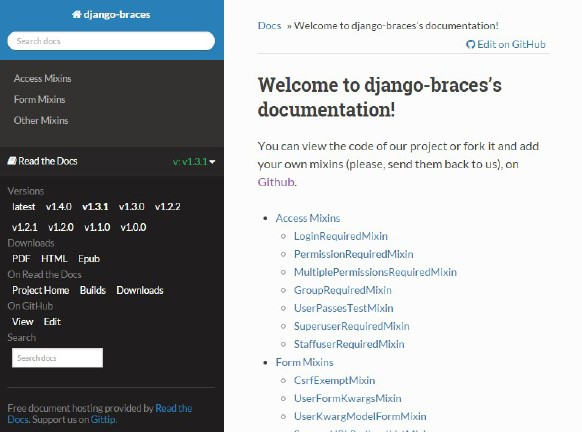 django-braces
Search docs
Access Mixins
Form Mixins
Other Mixins
Read the Docs
v: v1.3.1
Versions
latest v1.4.0 v1.3.1 v1.3.0 v1.2.2
v1.2.1 v1.2.0 v1.1.0 v1.0.0
Downloads
PDF HTML Epub
On Read the Docs
Project Home Builds Downloads
On GitHub
View Edit
Search
Search docs
Free document hosting provided by Read the
Docs. Support us on Gittip.
Docs » Welcome to django-braces's documentation!
Edit on GitHub
Welcome to django-braces's
documentation!
You can view the code of our project or fork it and add
your own mixins (please, send them back to us), on
Github.
Access Mixins
LoginRequiredMixin
PermissionRequiredMixin
MultiplePermissionsRequiredMixin
GroupRequiredMixin
UserPassesTestMixin
SuperuserRequiredMixin
StaffuserRequiredMixin
Form Mixins
CsrfExemptMixin
UserFormKwargsMixin
UserKwargModelFormMixin